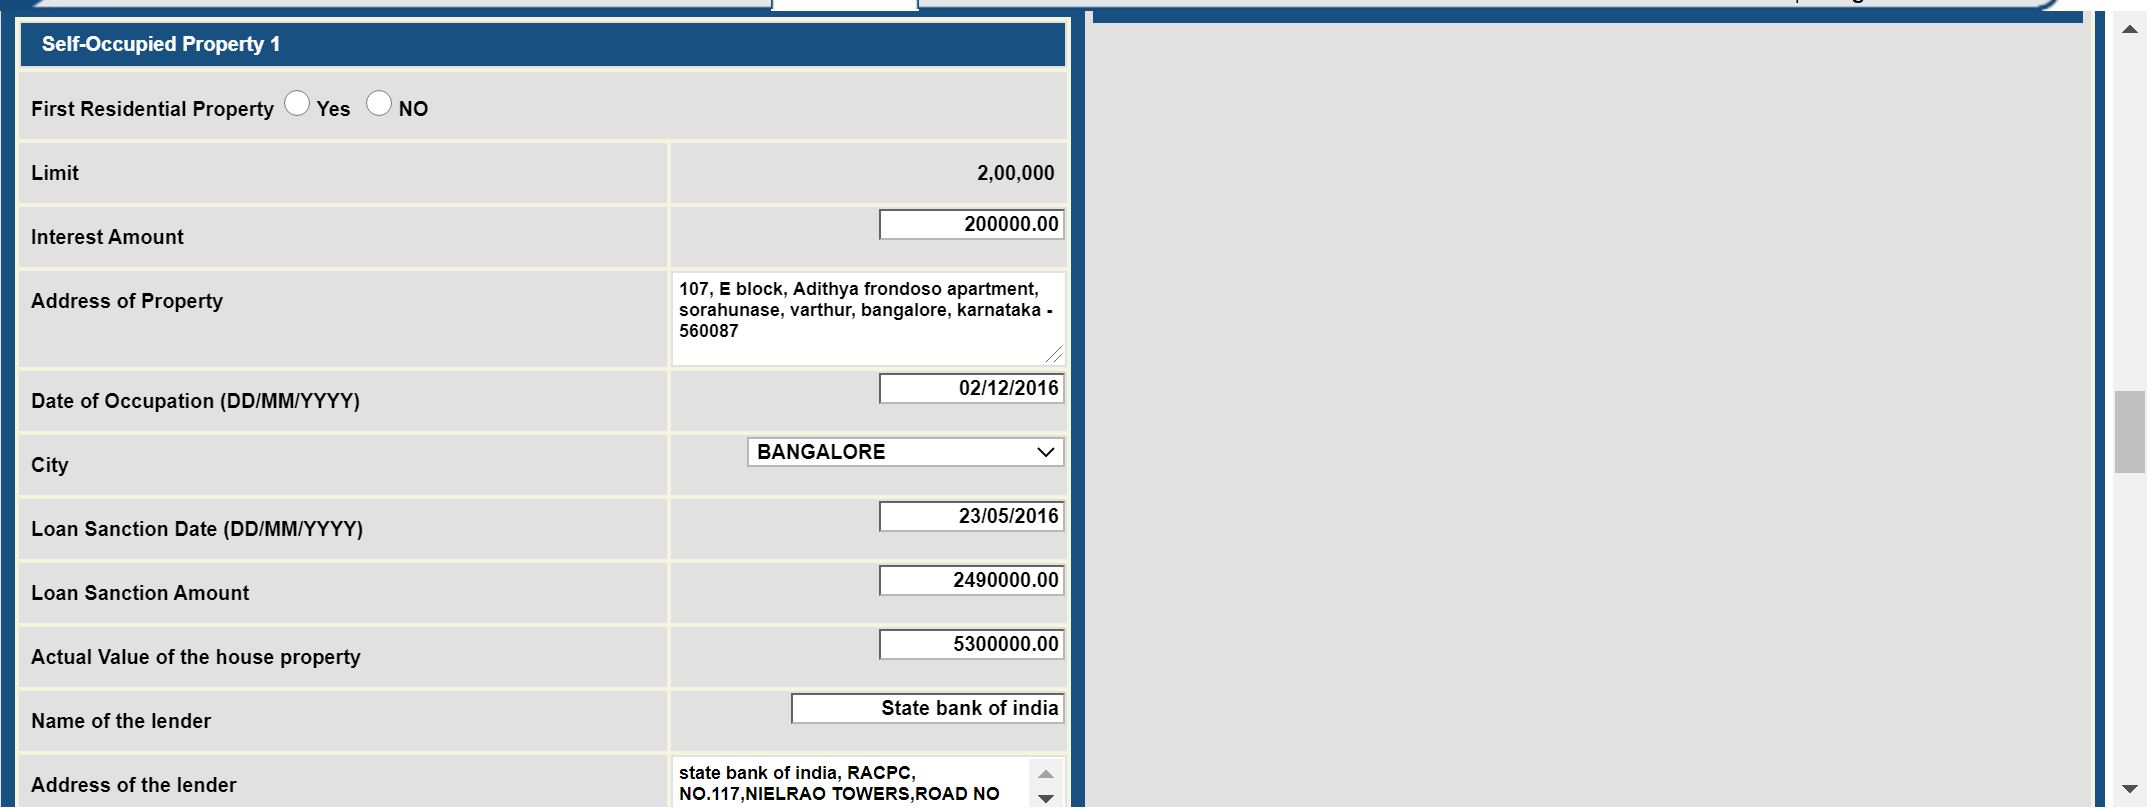 Self-Occupied Property 1
First Residential Property Yes NO
Limit 2,00,000
Interest Amount 200000.00
Address of Property
107, E block, Adithya frondoso apartment,
sorahunase, varthur, bangalore, karnataka -
560087
Date of Occupation (DD/MM/YYYY) 02/12/2016
City BANGALORE
Loan Sanction Date (DD/MM/YYYY) 23/05/2016
Loan Sanction Amount 2490000.00
Actual Value of the house property 5300000.00
Name of the lender State bank of india
Address of the lender
state bank of india, RACPC,
NO.117,NIELRAO TOWERS,ROAD NO